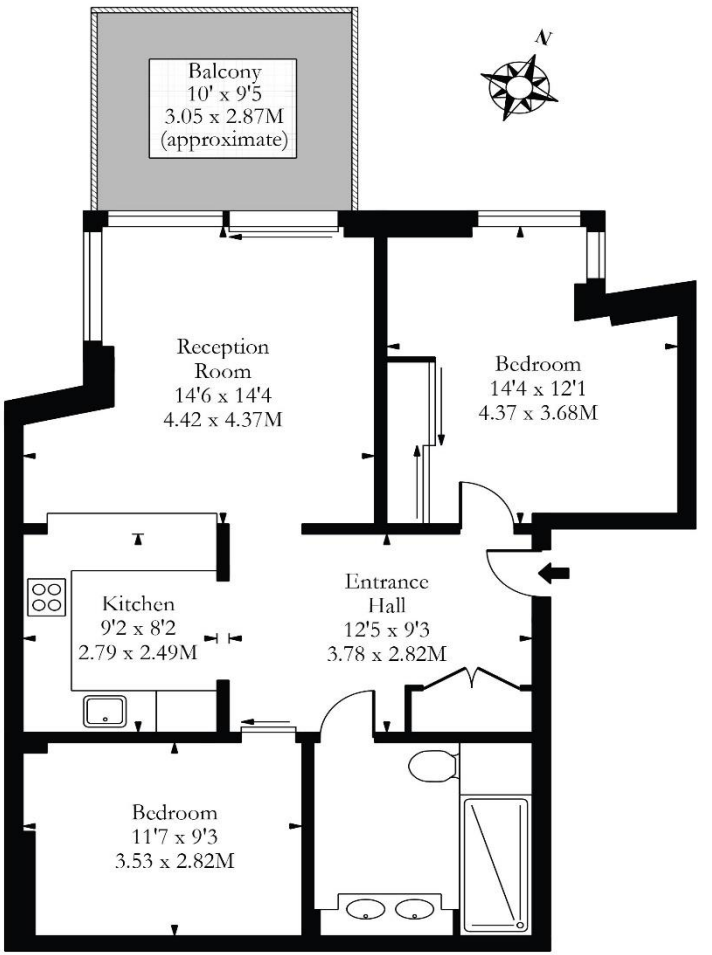 N
Balcony
10' x 9'5
3.05 x 2.87M
(approximate)
Reception
Room
14'6 x 14'4
4.42 x 4.37M
Bedroom
14'4 x 12'1
4.37 x 3.68M
Kitchen
9'2 x 8'2
2.79 x 2.49M
Entrance
Hall
12'5 x 9'3
3.78 x 2.82M
Bedroom
11'7 x 9'3
3.53 x 2.82M